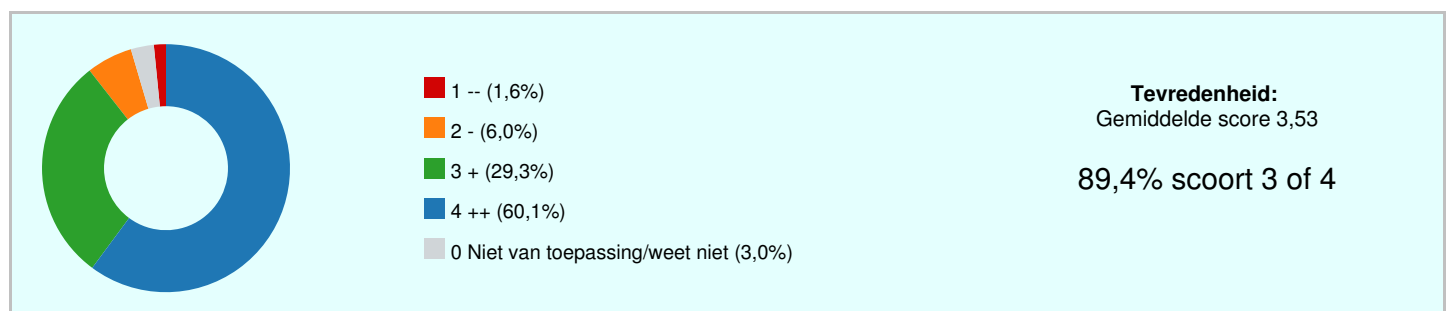 1 -- (1,6%)
2 - (6,0%)
3 + (29,3%)
4 ++ (60,1%)
0 Niet van toepassing/weet niet (3,0%)
Tevredenheid:
Gemiddelde score 3,53
89,4% scoort 3 of 4